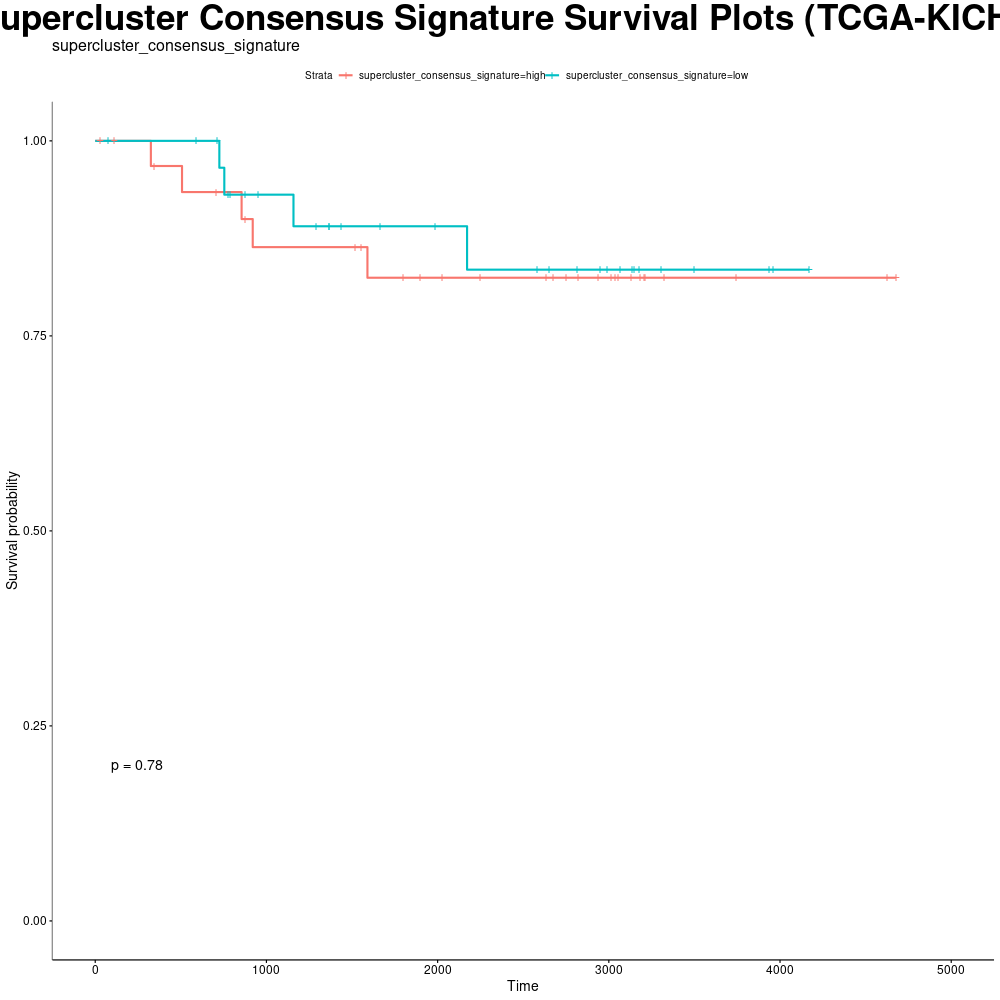 upercluster Consensus Signature Survival Plots (TCGA-KICH
supercluster_consensus_signature
Strata supercluster_consensus_signature=high supercluster_consensus_signature=low
1.00
0.75
0.50
0.25
0.00
Survival probability
p = 0.78
0 1000 2000 3000 4000 5000
Time